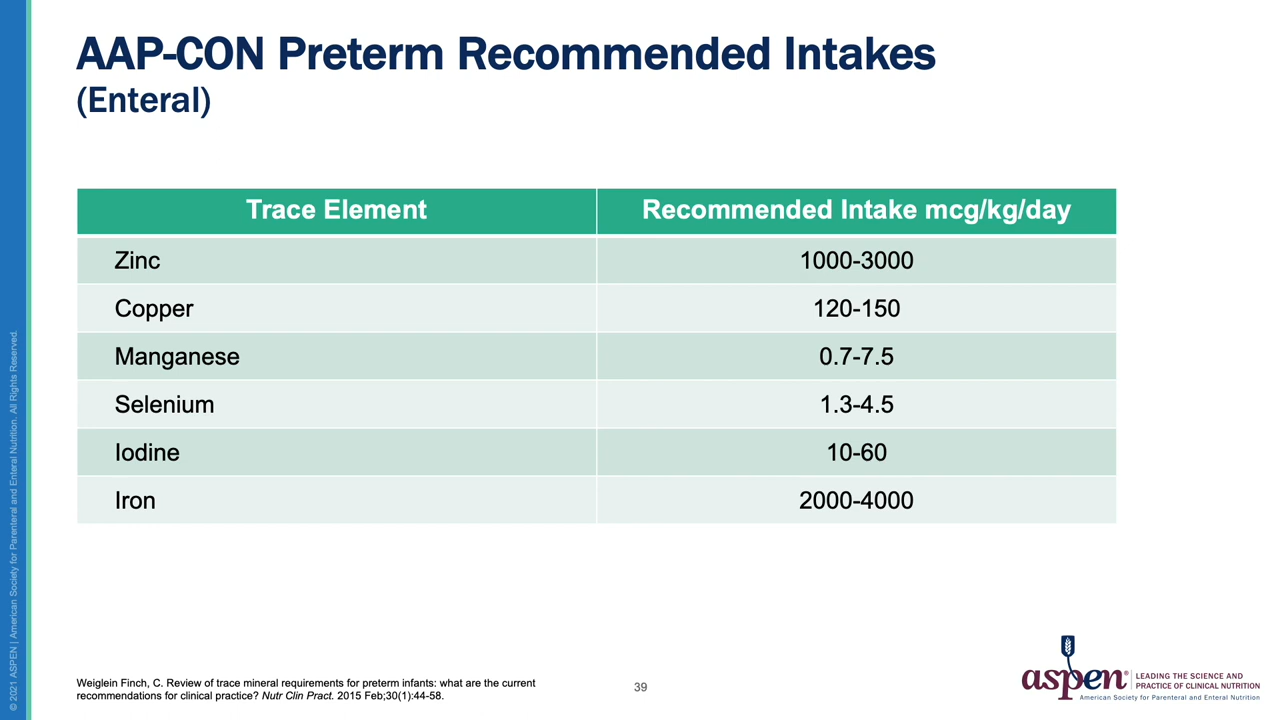 AAP-CON Preterm Recommended Intakes
(Enteral)
Trace Element Recommended Intake mcg/kg/day
Zinc 1000-3000
Copper 120-150
Manganese 0.7-7.5
Selenium 1.3-4.5
Iodine 10-60
Iron 2000-4000
Weiglein Finch, C. Review of trace mineral requirements for preterm infants: what are the current
recommendations for clinical practice? Nutr Clin Pract. 2015 Feb;30(1):44-58.
39
aspen® LEADING THE SCIENCE AND
PRACTICE OF CLINICAL NUTRITION
American Society for Parenteral and Enteral Nutrition
© 2021 ASPEN | American Society for Parenteral and Enteral Nutrition. All Rights Reserved.